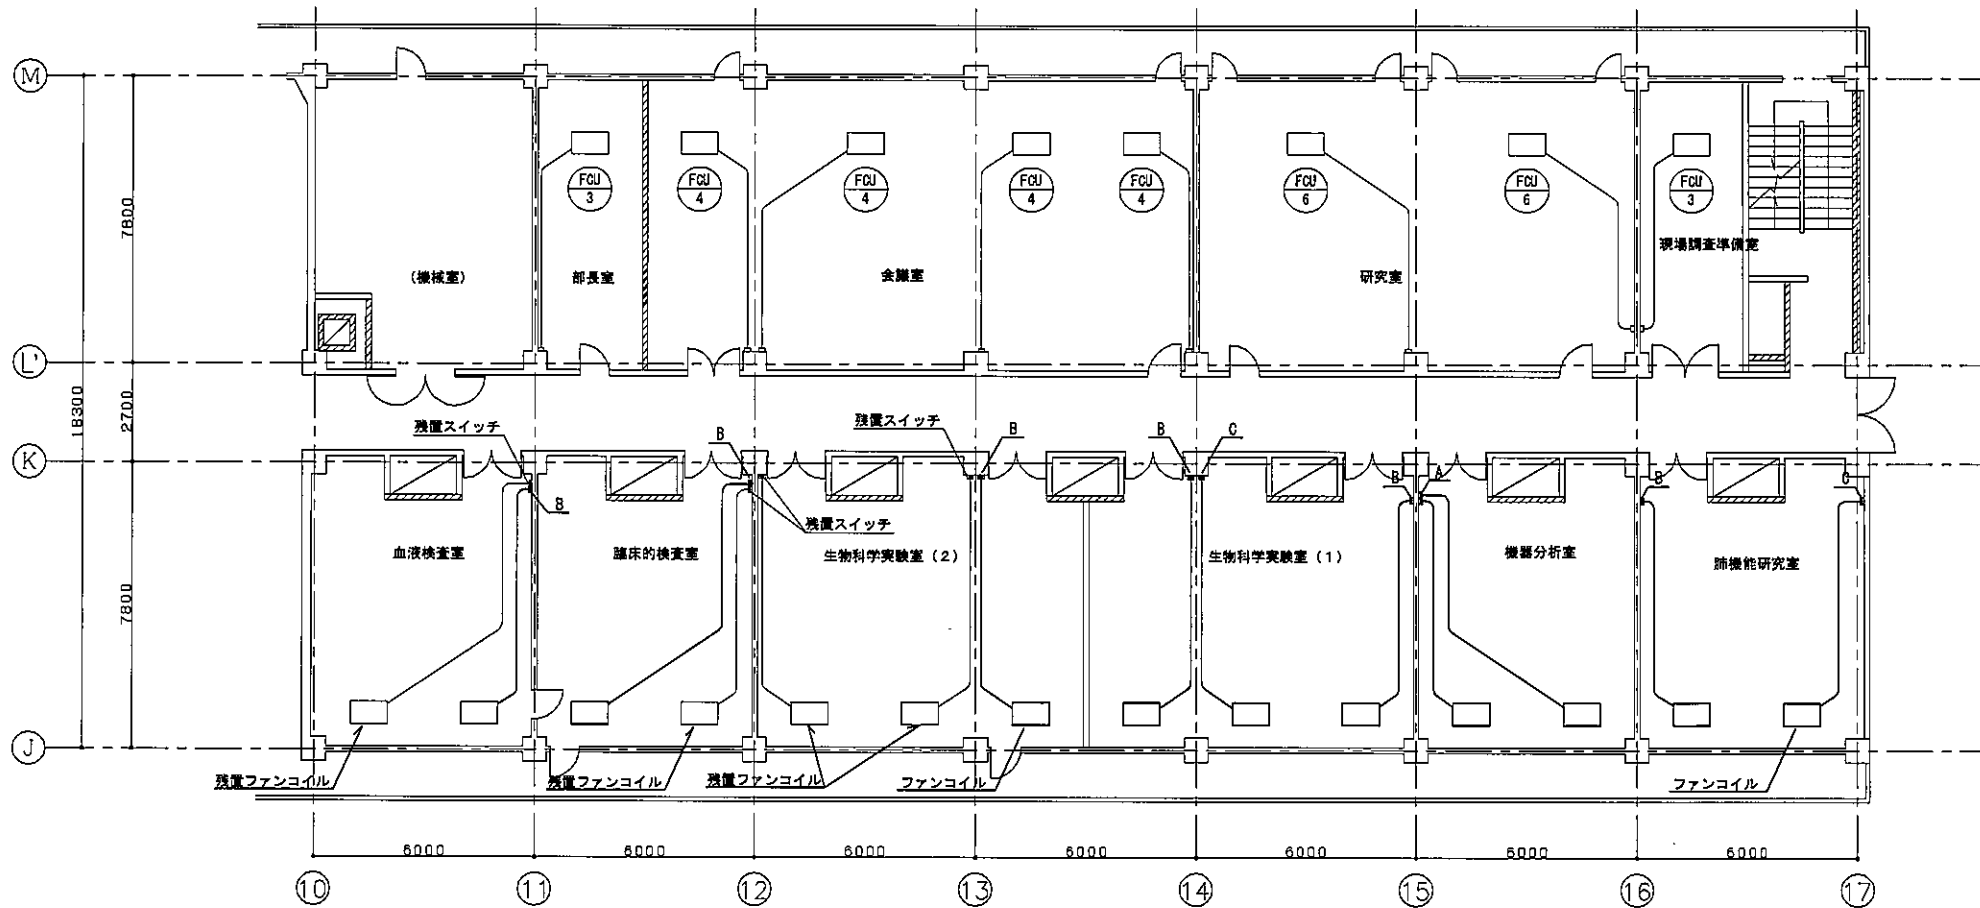 M
FCU
3
FCU
4
FCU
4
FCU
4
FCU
4
FCU
6
FCU
6
FCU
3
7800
現場調査準備室
(機械室)
部長室
会議室
研究室
L'
18300
2700
残置スイッチ
B
残置スイッチ
B
B
C
K
B
残置スイッチ
B
A
B
C
7800
血液検査室
臨床的検査室
生物科学実験室(2)
生物科学実験室(1)
機器分析室
肺機能研究室
J
残置ファンコイル
残置ファンコイル
残置ファンコイル
ファンコイル
ファンコイル
6000
6000
6000
6000
6000
6000
6000
10
11
12
13
14
15
16
17